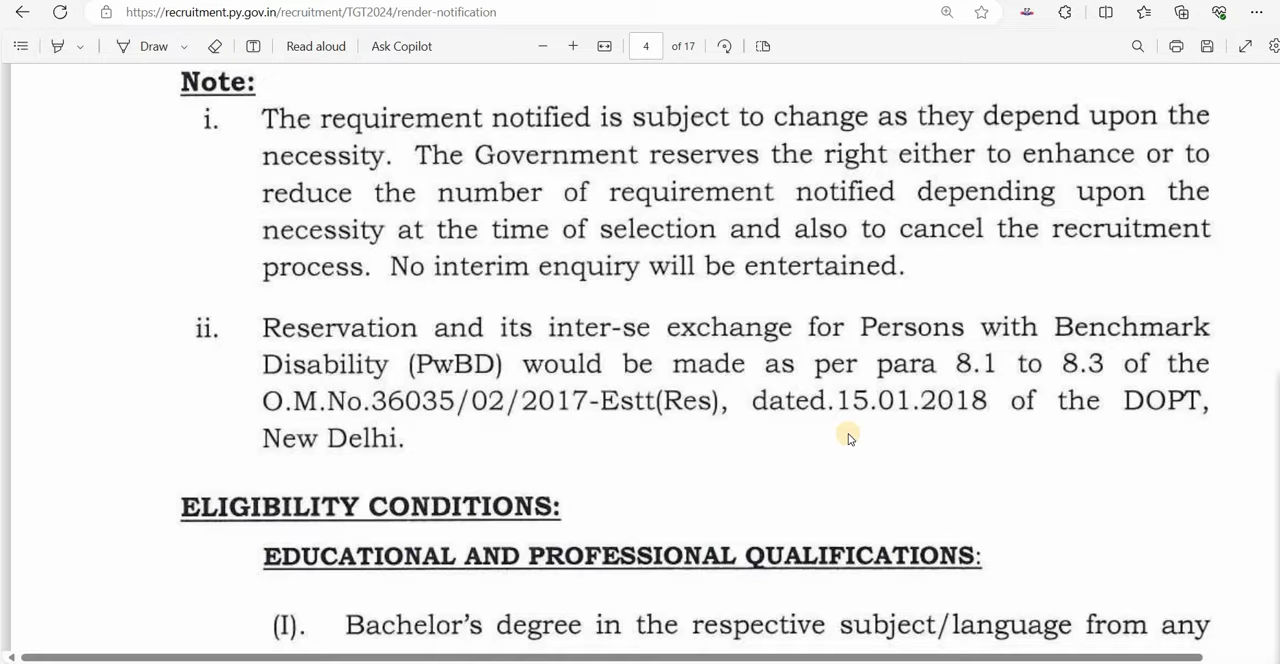 https://recruitment.py.gov.in/recruitment/TGT2024/render-notification
Draw
Read aloud
Ask Copilot
4 of 17
Note:
i. The requirement notified is subject to change as they depend upon the
necessity. The Government reserves the right either to enhance or to
reduce the number of requirement notified depending upon the
necessity at the time of selection and also to cancel the recruitment
process. No interim enquiry will be entertained.
ii. Reservation and its inter-se exchange for Persons with Benchmark
Disability (PwBD) would be made as per para 8.1 to 8.3 of the
O.M.No.36035/02/2017-Estt(Res), dated.15.01.2018 of the DOPT,
New Delhi.
ELIGIBILITY CONDITIONS:
EDUCATIONAL AND PROFESSIONAL QUALIFICATIONS:
(I). Bachelor's degree in the respective subject/language from any